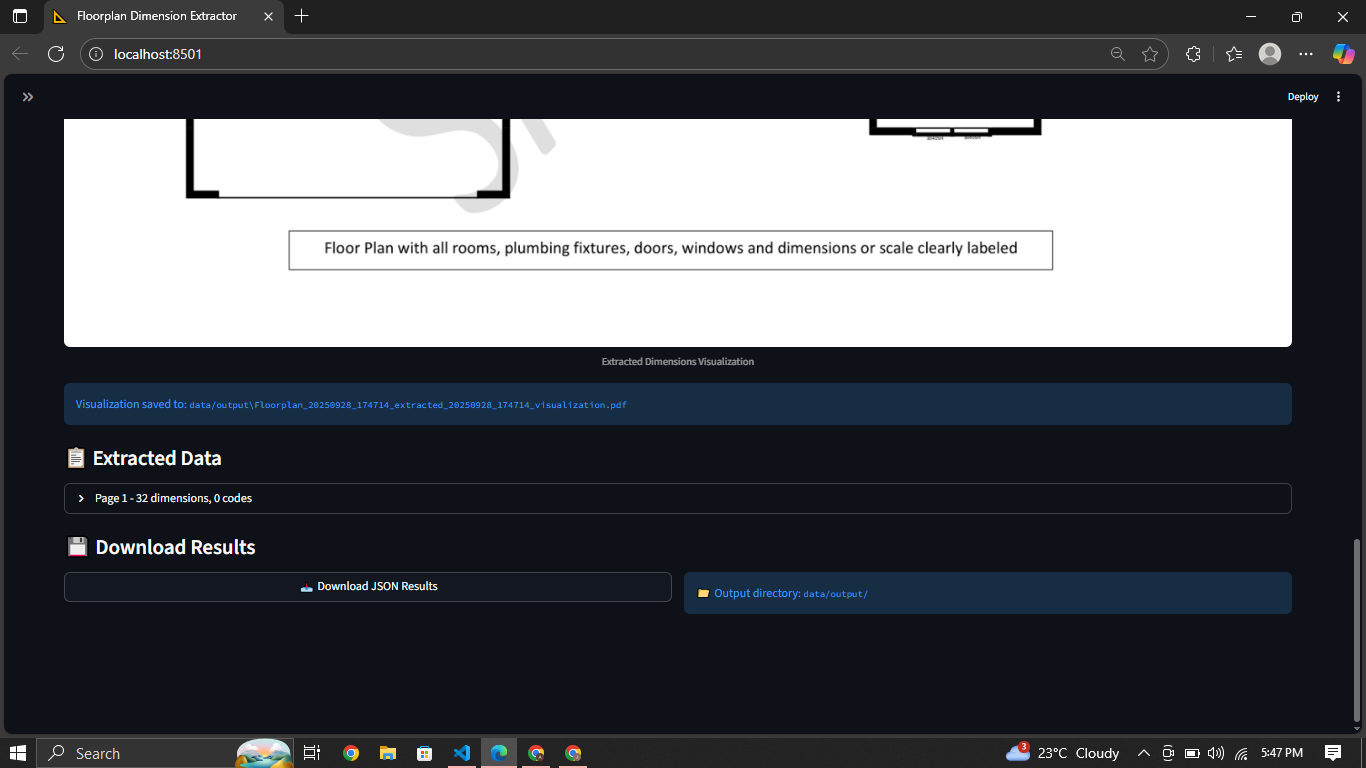 Floorplan Dimension Extractor
localhost:8501
Deploy
Floor Plan with all rooms, plumbing fixtures, doors, windows and dimensions or scale clearly labeled
Extracted Dimensions Visualization
Visualization saved to: data/output\Floorplan_20250928_174714_extracted_20250928_174714_visualization.pdf
📋 Extracted Data
Page 1 - 32 dimensions, 0 codes
💾 Download Results
📥 Download JSON Results
📁 Output directory: data/output/
Search
3
23°C Cloudy
5:47 PM